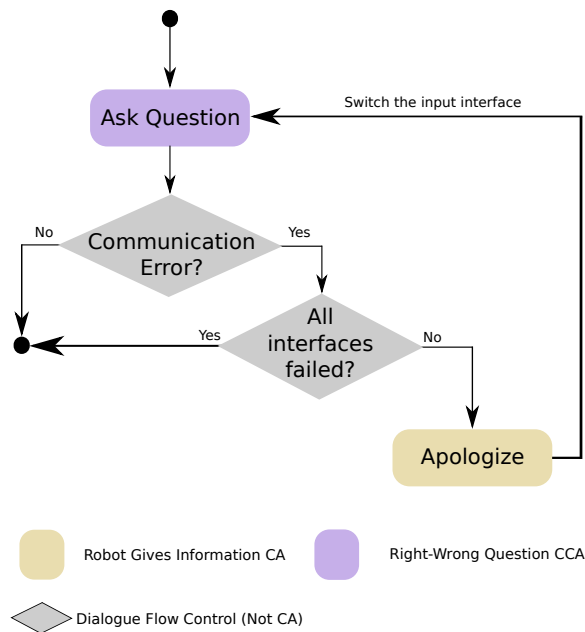 Switch the input interface
Ask Question
No
Communication
Error?
Yes
All
interfaces
failed?
Yes
No
Apologize
Robot Gives Information CA
Right-Wrong Question CCA
Dialogue Flow Control (Not CA)